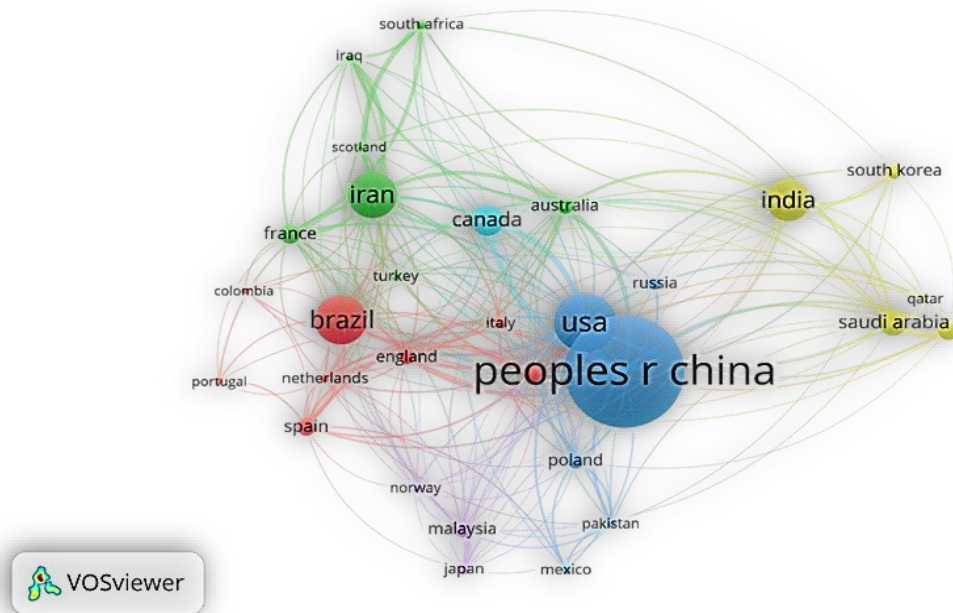 south africa
iraq
scotland
south korea
iran
india
australia
canada
france
turkey
russia
colombia
qatar
brazil
italy
usa
saudi arabia
england
peoples r china
portugal
netherlands
spain
poland
norway
pakistan
malaysia
japan
mexico
VOSviewer